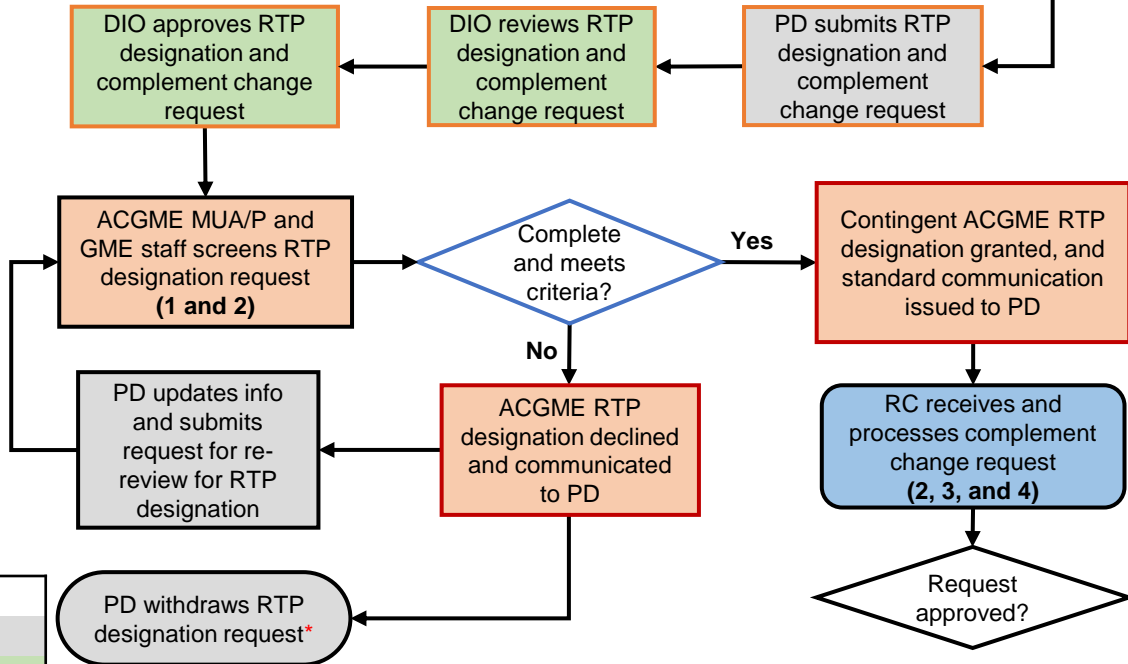 DIO approves RTP
designation and
complement change
request
DIO reviews RTP
designation and
complement
change request
PD submits RTP
designation and
complement
change request
ACGME MUA/P and
GME staff screens RTP
designation request
(1 and 2)
Complete
and meets
criteria?
Yes
Contingent ACGME RTP
designation granted, and
standard communication
issued to PD
No
PD updates info
and submits
request for re-
review for RTP
designation
ACGME RTP
designation declined
and communicated
to PD
RC receives and
processes complement
change request
(2, 3, and 4)
PD withdraws RTP
designation request*
Request
approved?